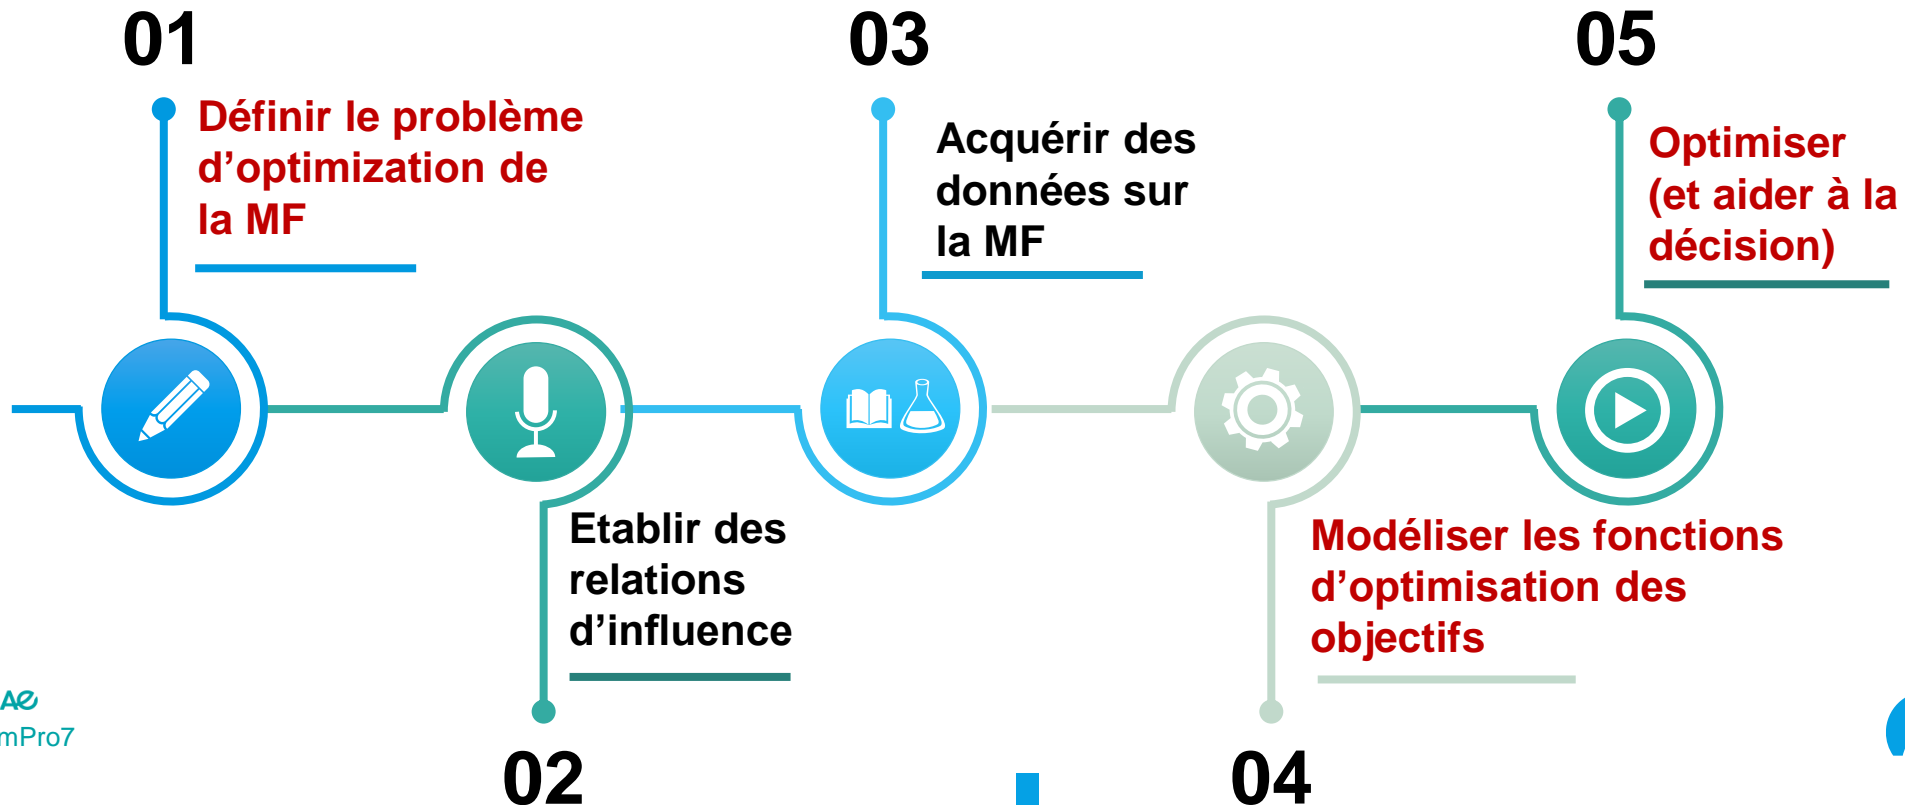 01
Définir le problème
d’optimization de
la MF
03
Acquérir des
données sur
la MF
05
Optimiser
(et aider à la
décision)
Etablir des
relations
d’influence
02
Modéliser les fonctions
d’optimisation des
objectifs
04